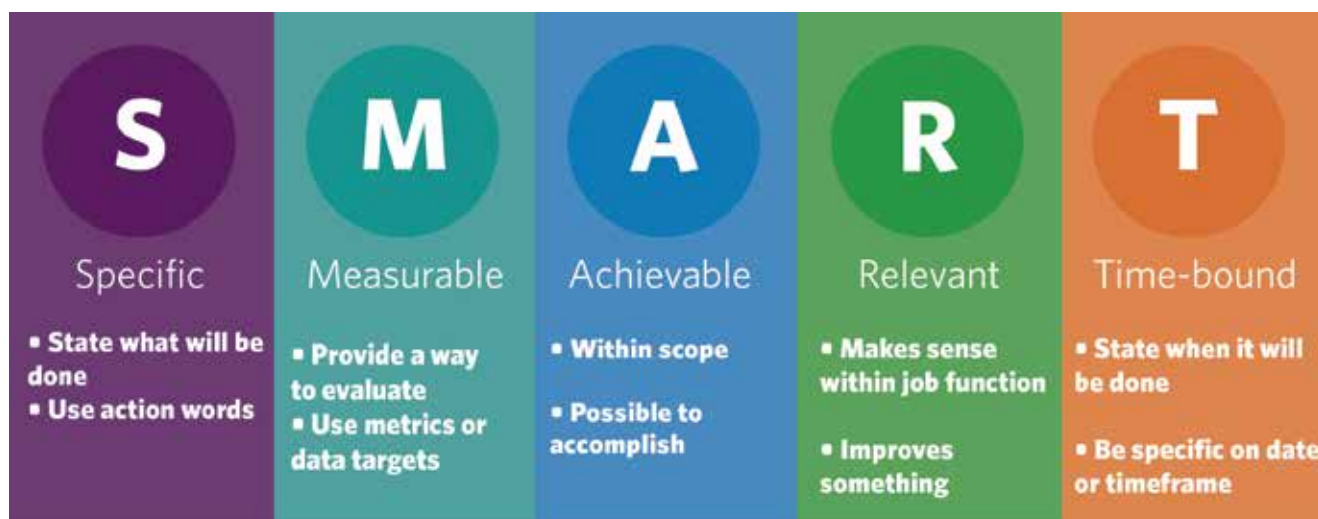 S
Specific
▪ State what will be
done
▪ Use action words
M
Measurable
▪ Provide a way
to evaluate
▪ Use metrics or
data targets
A
Achievable
▪ Within scope
▪ Possible to
accomplish
R
Relevant
▪ Makes sense
within job function
▪ Improves
something
T
Time-bound
▪ State when it will
be done
▪ Be specific on date
or timeframe